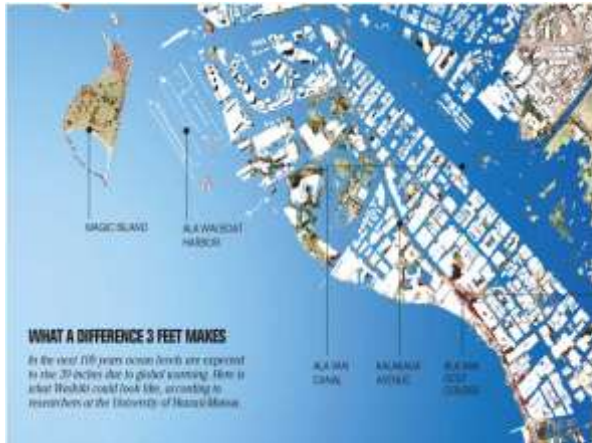 MAGIC ISLAND
ALA WAI BOAT
HARBOR
WHAT A DIFFERENCE 3 FEET MAKES
In the next 100 years ocean levels are expected
to rise 39 inches due to global warming. Here is
what Waikiki could look like, according to
researchers at the University of Hawaii-Manoa.
ALA WAI
CANAL
KALAKAUA
AVENUE
ALA WAI
GOLF
COURSE